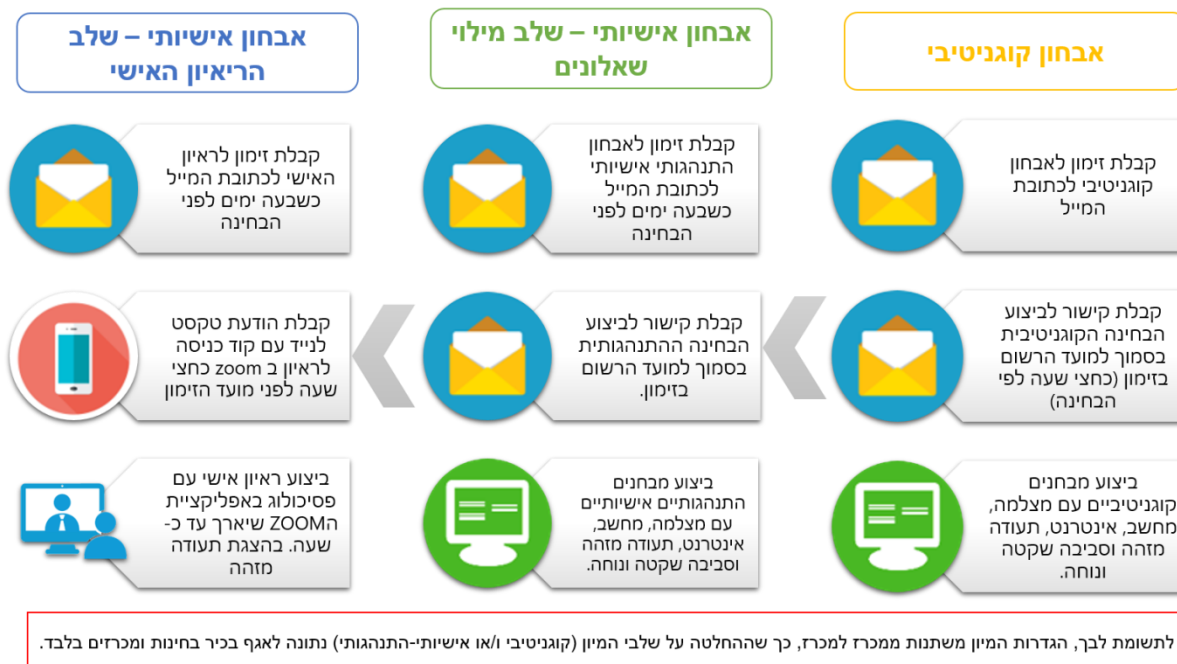 אבחון קוגניטיבי
קבלת זימון לאבחון
קוגניטיבי לכתובת
המייל
קבלת קישור לביצוע
הבחינה הקוגניטיבית
בסמוך למועד הרשום
בזימון (כחצי שעה לפי
הבחינה)
ביצוע מבחנים
קוגניטיביים עם מצלמה,
מחשב, אינטרנט, תעודה
מזהה וסביבה שקטה
ונוחה.
אבחון אישיותי – שלב מילוי
שאלונים
קבלת זימון לאבחון
התנהגותי אישיותי
לכתובת המייל
כשבעה ימים לפני
הבחינה
קבלת קישור לביצוע
הבחינה ההתנהגותית
בסמוך למועד הרשום
בזימון.
ביצוע מבחנים
התנהגותיים אישיותיים
עם מצלמה, מחשב,
אינטרנט, תעודה מזהה
וסביבה שקטה ונוחה.
אבחון אישיותי – שלב
הריאיון האישי
קבלת זימון לראיון
האישי לכתובת המייל
כשבעה ימים לפני
הבחינה
קבלת הודעת טקסט
לנייד עם קוד כניסה
לראיון ב zoom כחצי
שעה לפני מועד הזימון
ביצוע ראיון אישי עם
פסיכולוג באפליקציית
הZOOM שיארך עד כ-
שעה. בהצגת תעודה
מזהה
לתשומת לבך, הגדרות המיון משתנות ממכרז למכרז, כך שההחלטה על שלבי המיון (קוגניטיבי ו/או אישיותי-התנהגותי) נתונה לאגף בכיר בחינות ומכרזים בלבד.